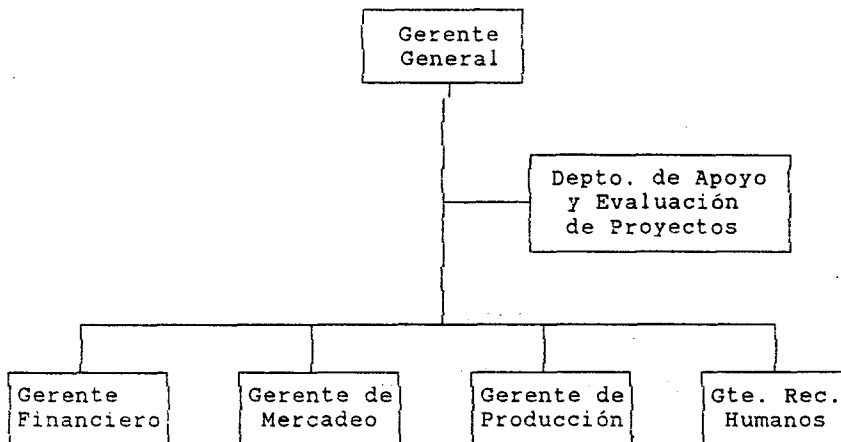 Gerente
General
Depto. de Apoyo
y Evaluación
de Proyectos
Gerente
Financiero
Gerente de
Mercadeo
Gerente de
Producción
Gte. Rec.
Humanos